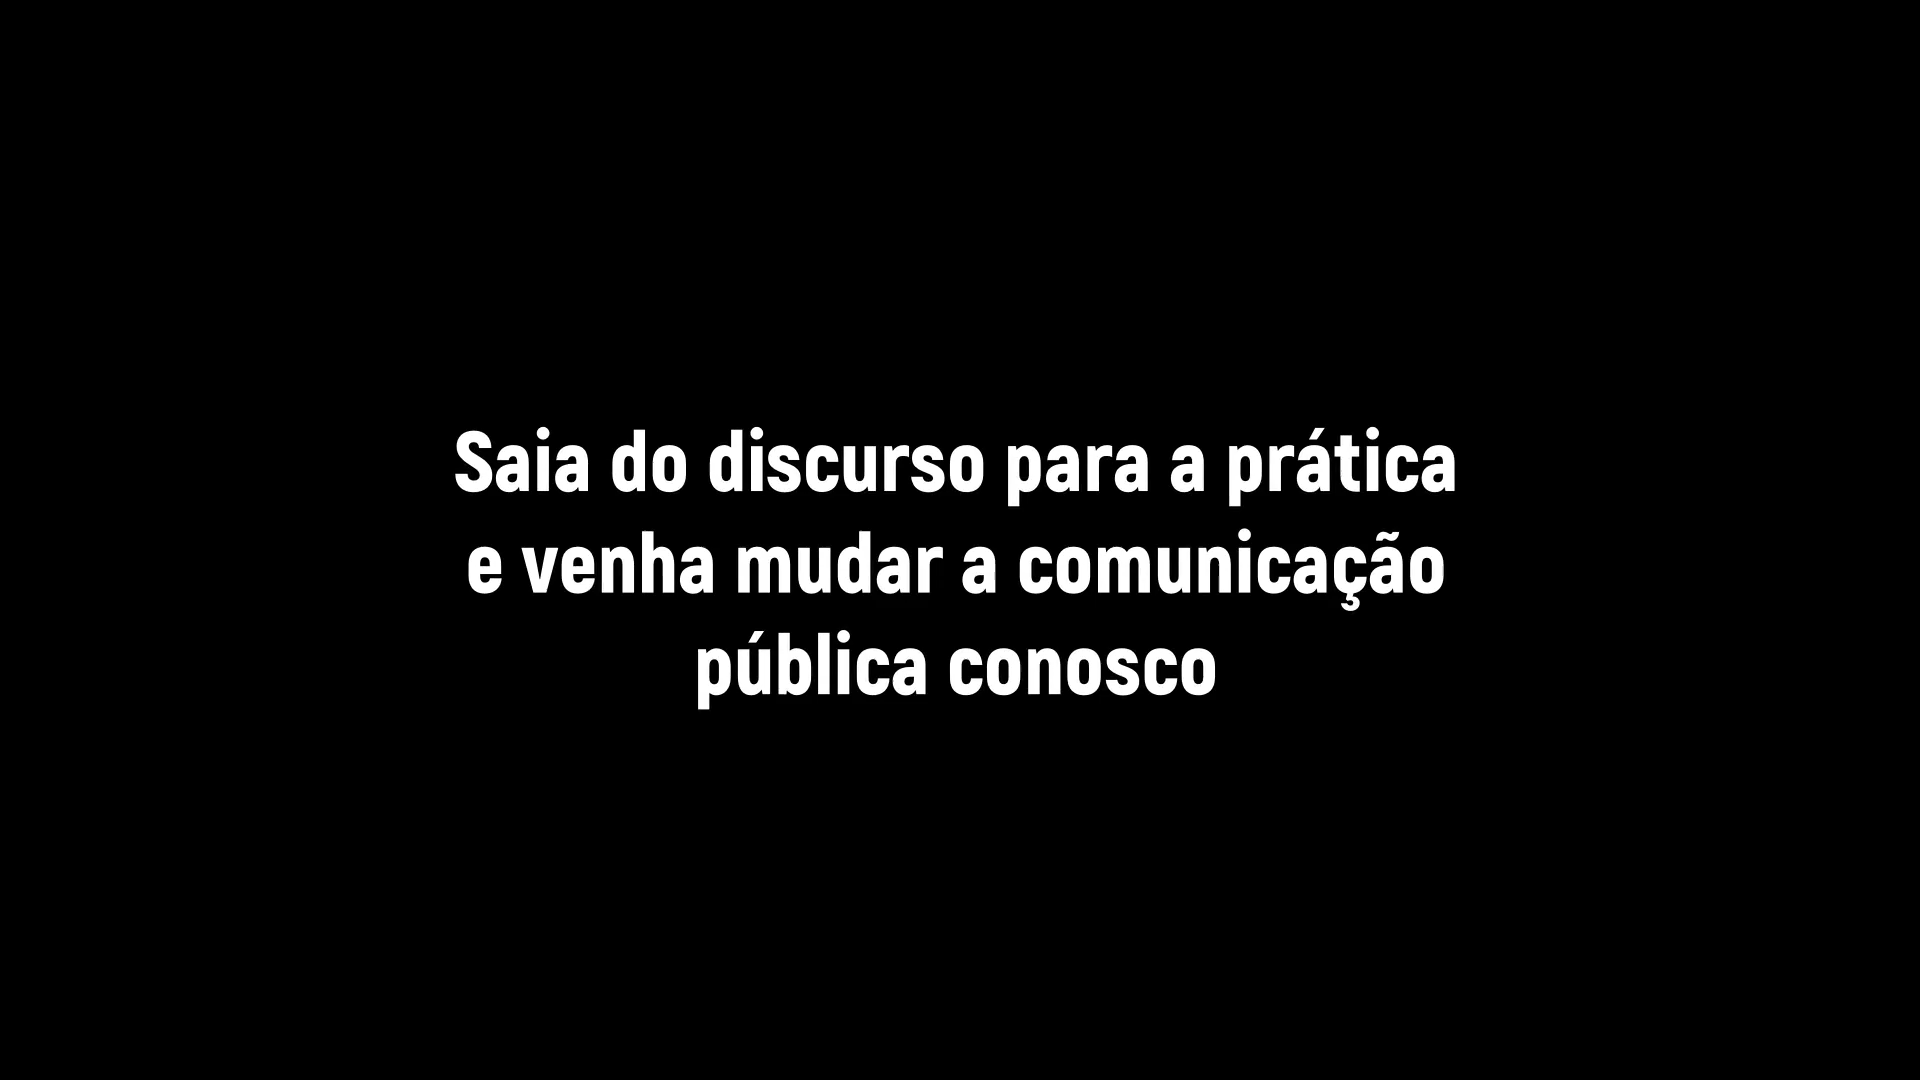 Saia do discurso para a prática
e venha mudar a comunicação
pública conosco